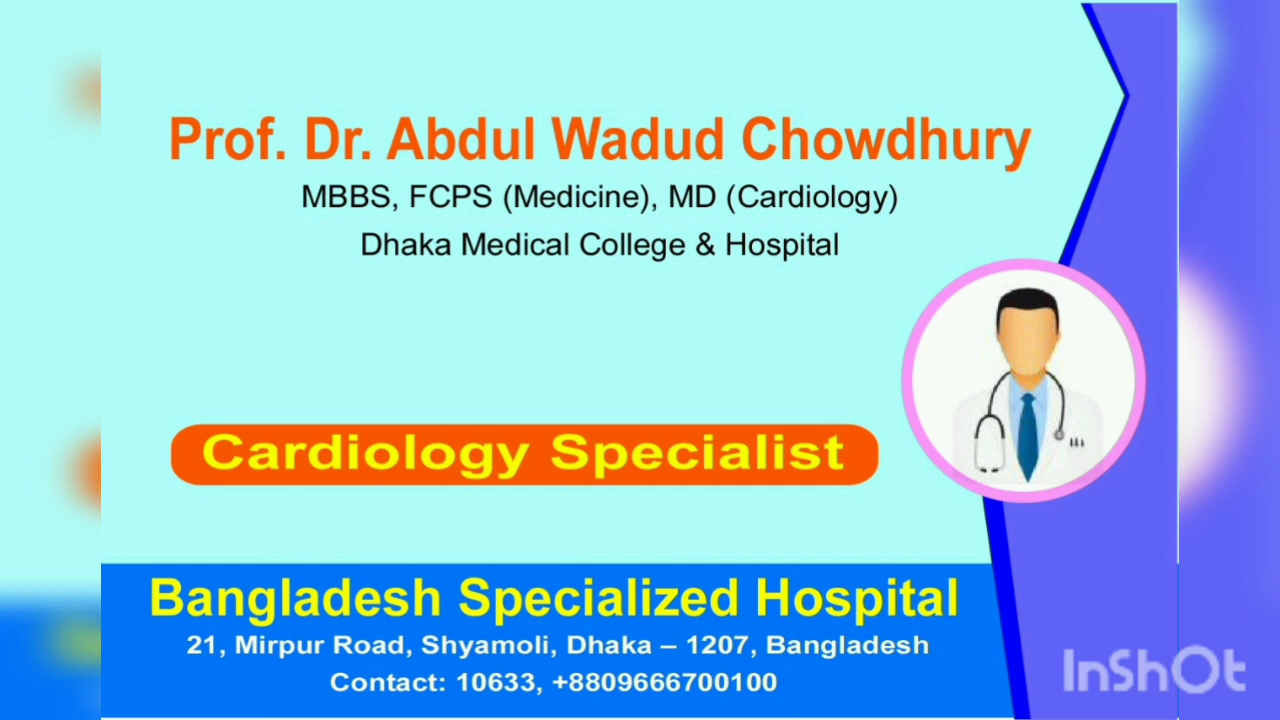 Prof. Dr. Abdul Wadud Chowdhury
MBBS, FCPS (Medicine), MD (Cardiology)
Dhaka Medical College & Hospital
Cardiology Specialist
Bangladesh Specialized Hospital
21, Mirpur Road, Shyamoli, Dhaka – 1207, Bangladesh
Contact: 10633, +8809666700100
InShOt